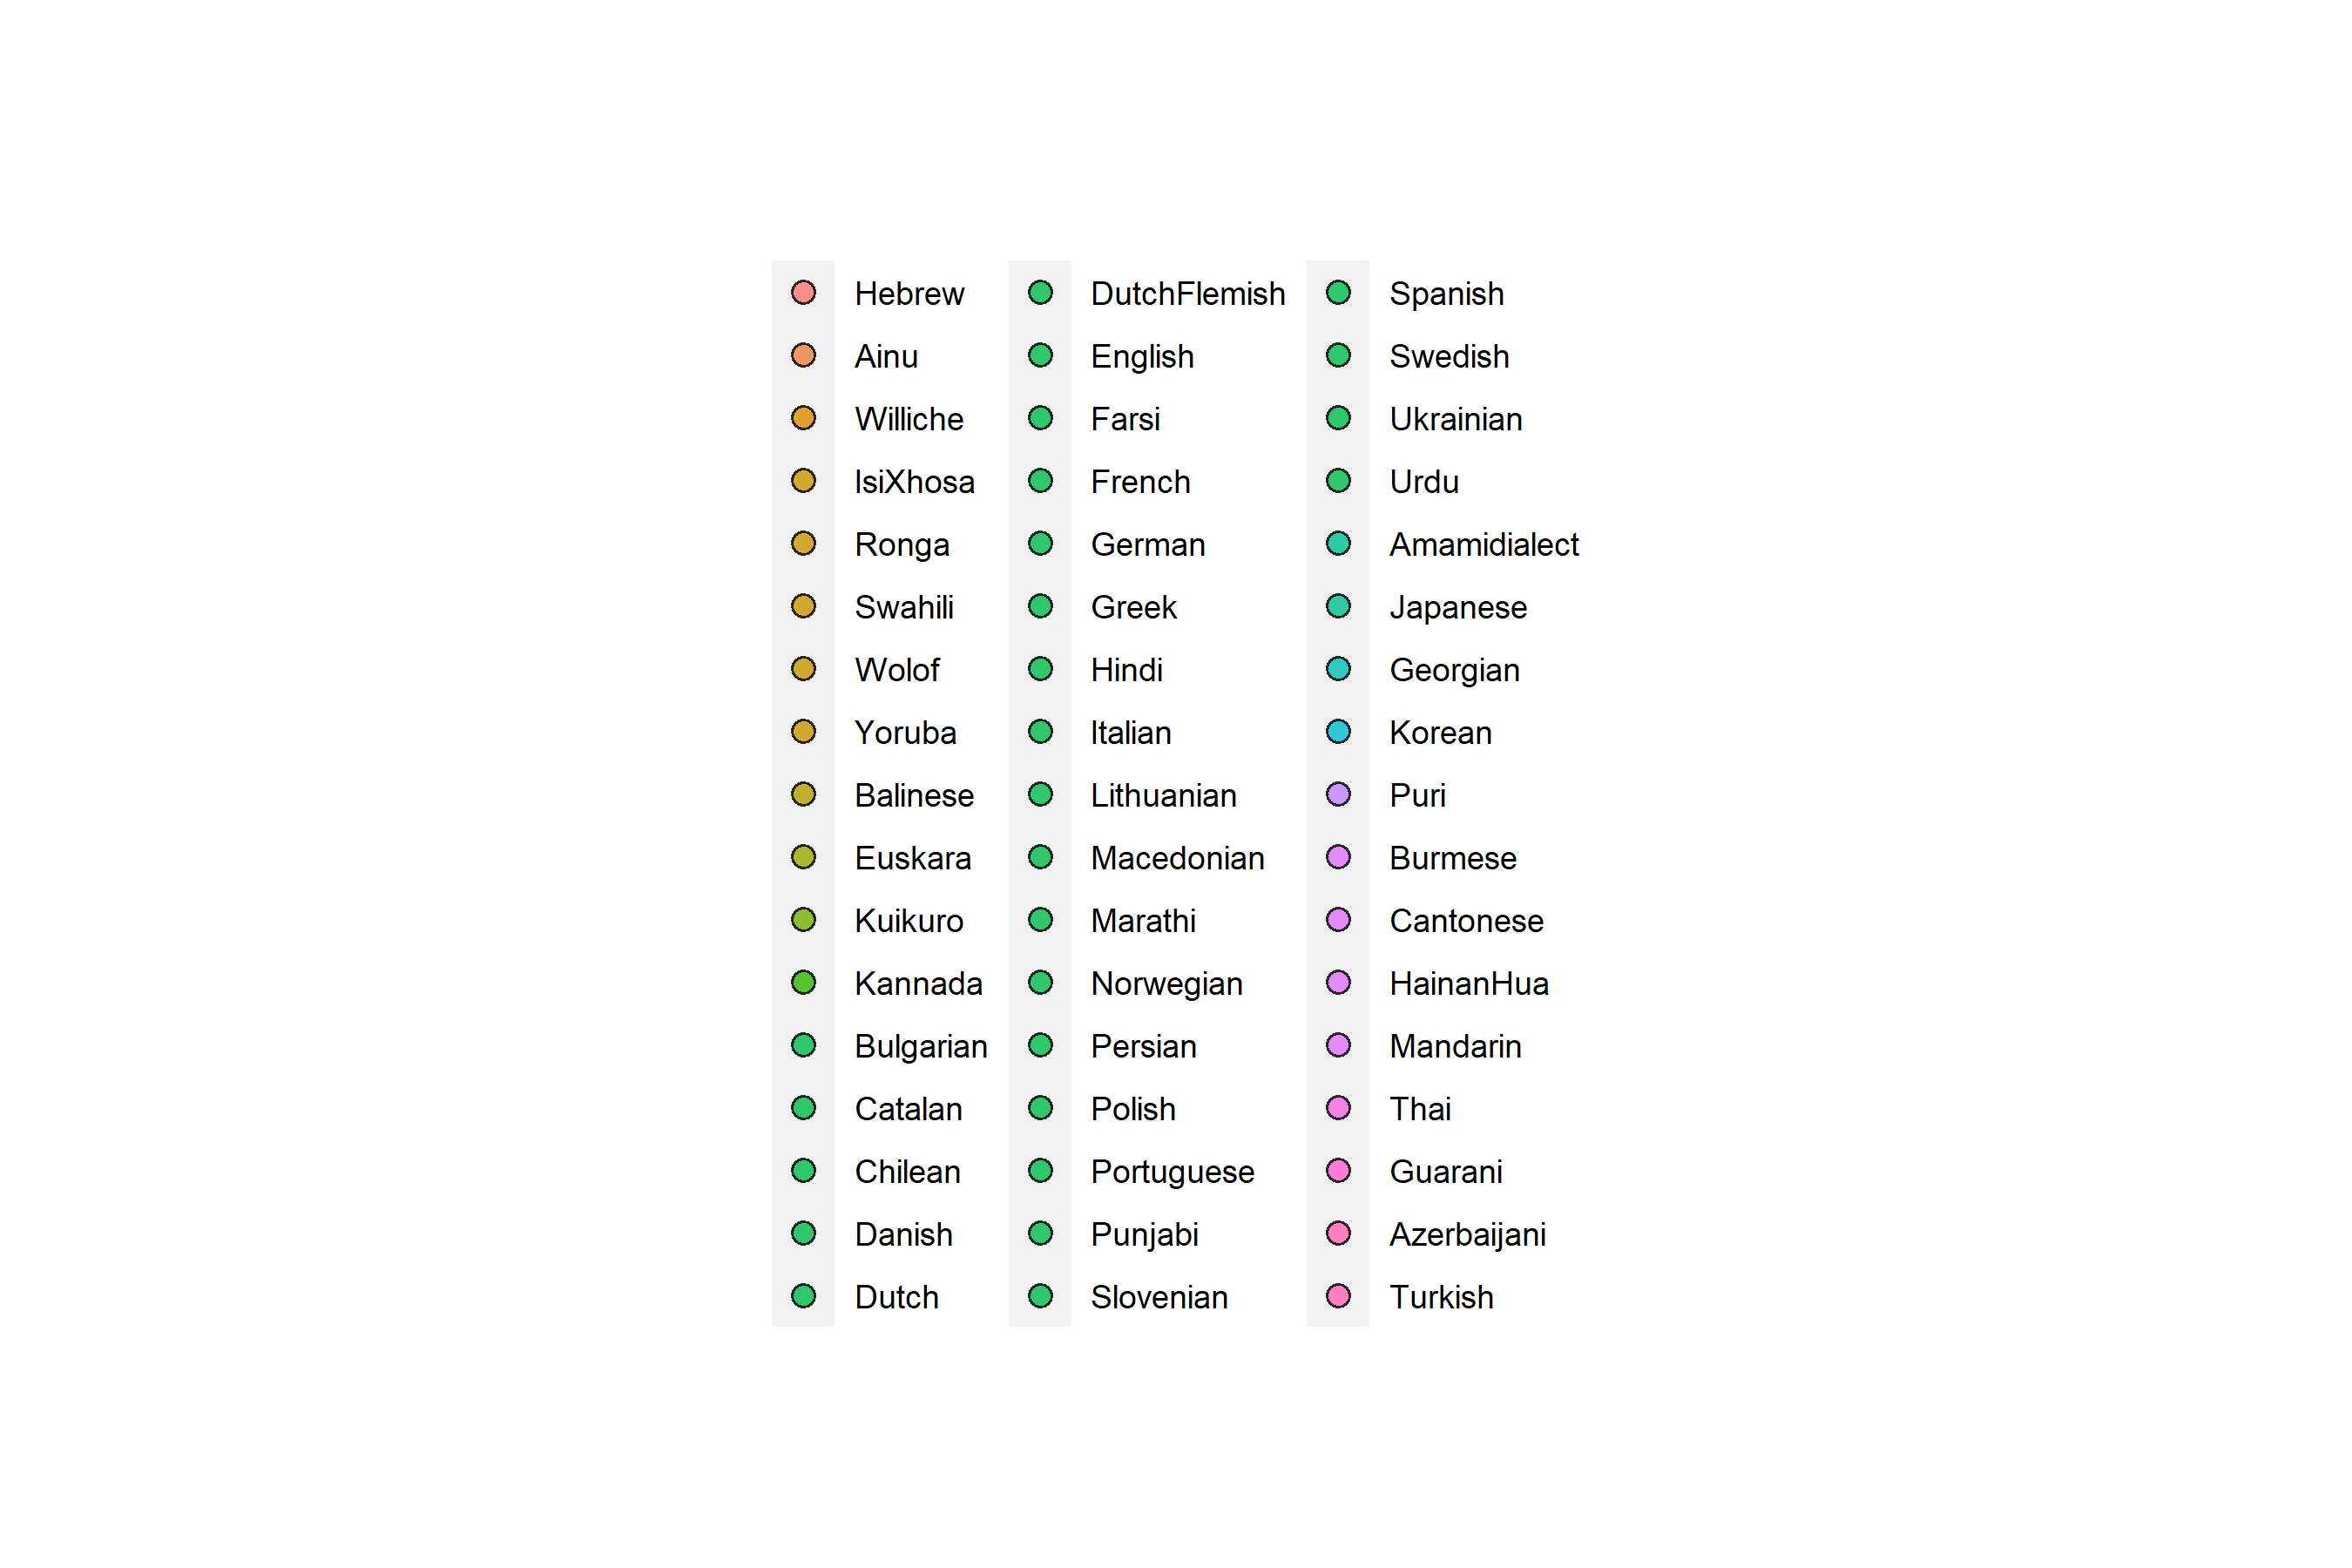 Hebrew
Ainu
Williche
IsiXhosa
Ronga
Swahili
Wolof
Yoruba
Balinese
Euskara
Kuikuro
Kannada
Bulgarian
Catalan
Chilean
Danish
Dutch
DutchFlemish
English
Farsi
French
German
Greek
Hindi
Italian
Lithuanian
Macedonian
Marathi
Norwegian
Persian
Polish
Portuguese
Punjabi
Slovenian
Spanish
Swedish
Ukrainian
Urdu
Amamidialect
Japanese
Georgian
Korean
Puri
Burmese
Cantonese
HainanHua
Mandarin
Thai
Guarani
Azerbaijani
Turkish